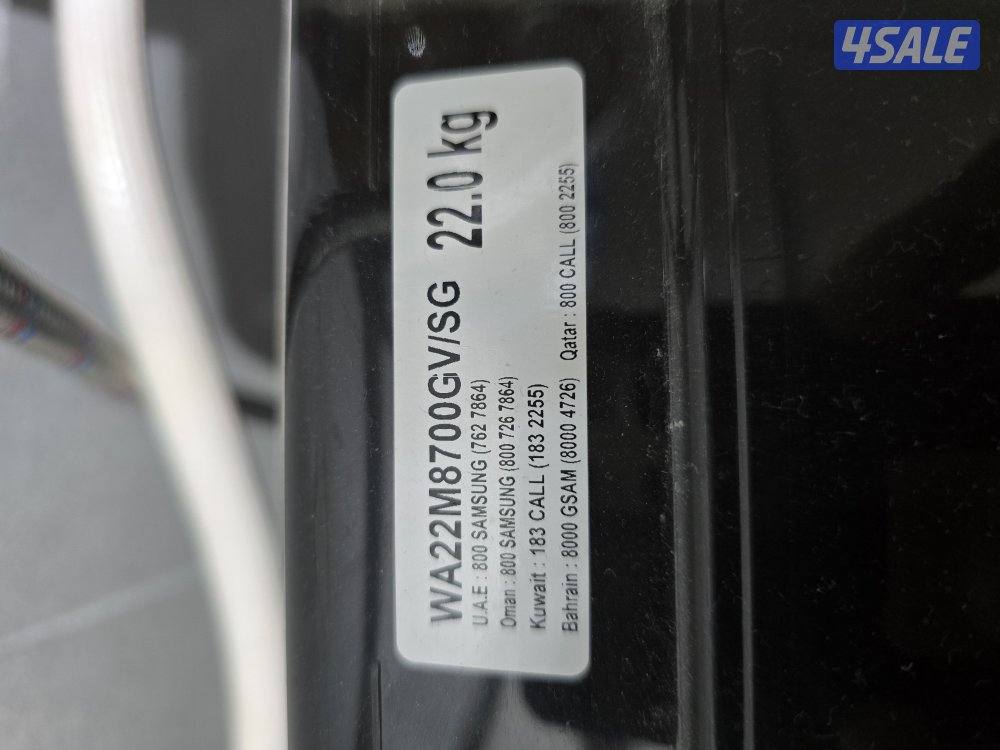 4SALE
WA22M8700GV/SG 22.0 kg
U.A.E : 800 SAMSUNG (762 7864)
Oman : 800 SAMSUNG (800 726 7864)
Kuwait : 183 CALL (183 2255)
Bahrain : 8000 GSAM (8000 4726) Qatar : 800 CALL (800 2255)